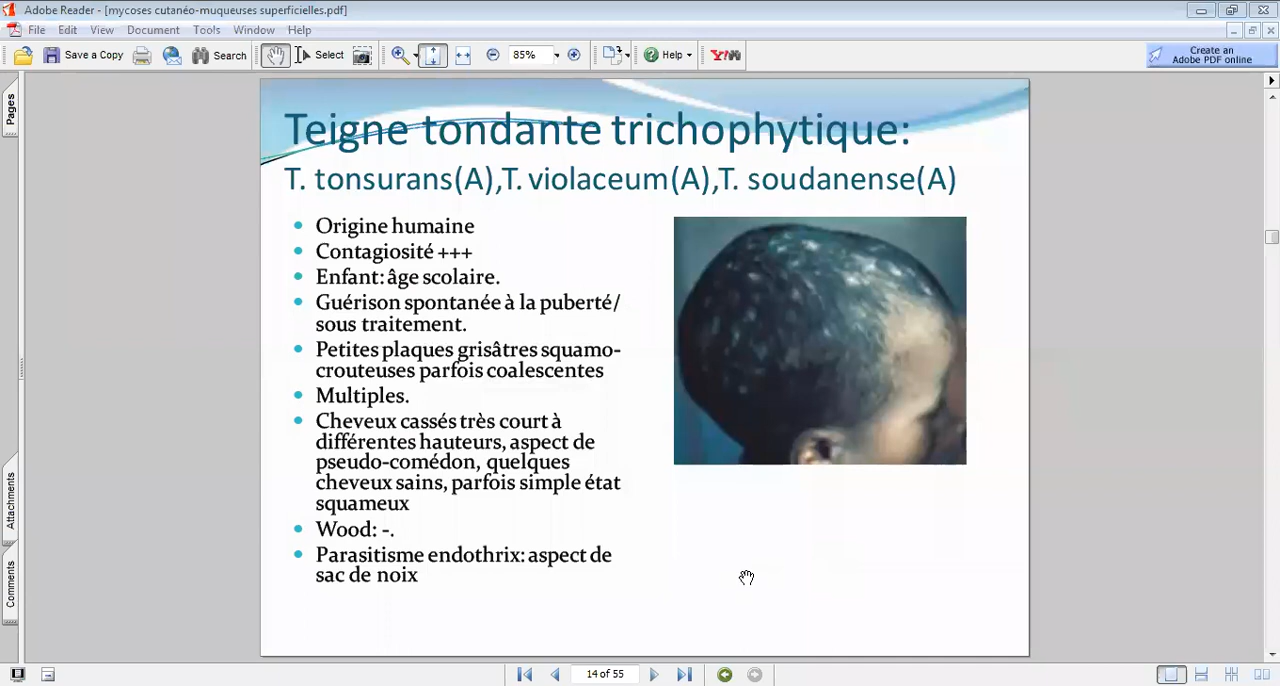 Adobe Reader - [mycoses cutanéo-muqueuses superficielles.pdf]
File Edit View Document Tools Window Help
Save a Copy Search Select 85% Help Y! Create an
Adobe PDF online
Pages
Teigne tondante trichophytique:
T. tonsurans(A),T. violaceum(A),T. soudanense(A)
• Origine humaine
• Contagiosité +++
• Enfant: âge scolaire.
• Guérison spontanée à la puberté/
sous traitement.
• Petites plaques grisâtres squamo-
crouteuses parfois coalescentes
• Multiples.
• Cheveux cassés très court à
différentes hauteurs, aspect de
pseudo-comédon, quelques
cheveux sains, parfois simple état
squameux
• Wood: -.
• Parasitisme endothrix: aspect de
sac de noix
Attachments
Comments
14 of 55